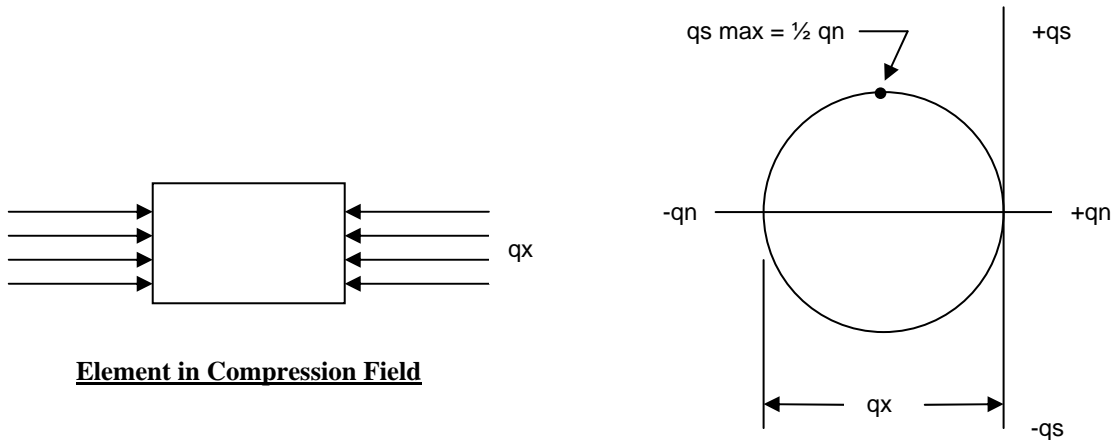 qs max = ½ qn
+qs
-qn
+qn
qx
Element in Compression Field
qx
-qs